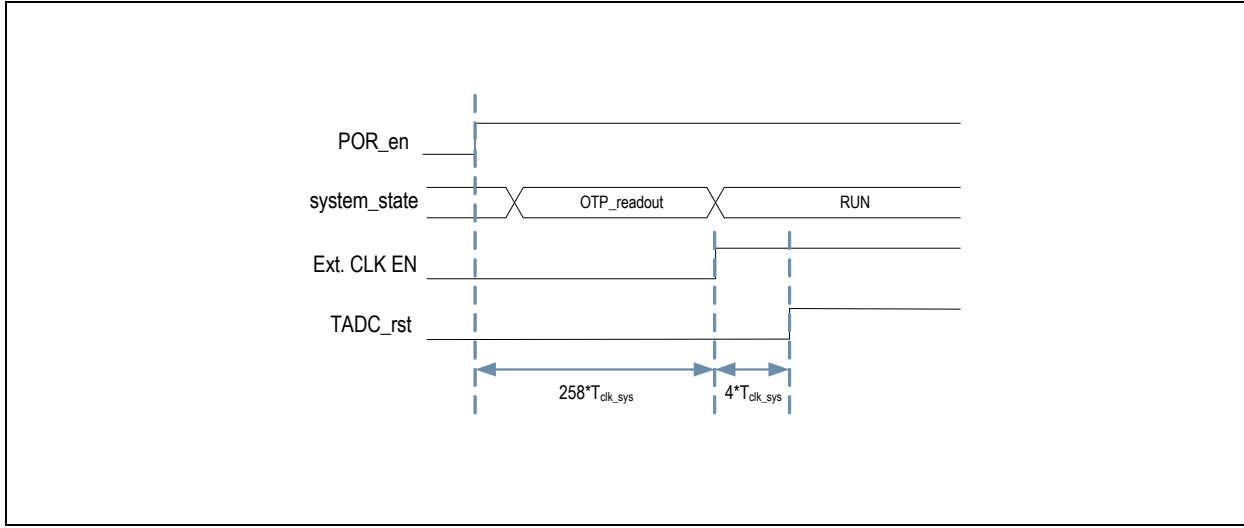 POR_en
system_state
OTP_readout
RUN
Ext. CLK EN
TADC_rst
258*Tclk_sys
4*Tclk_sys